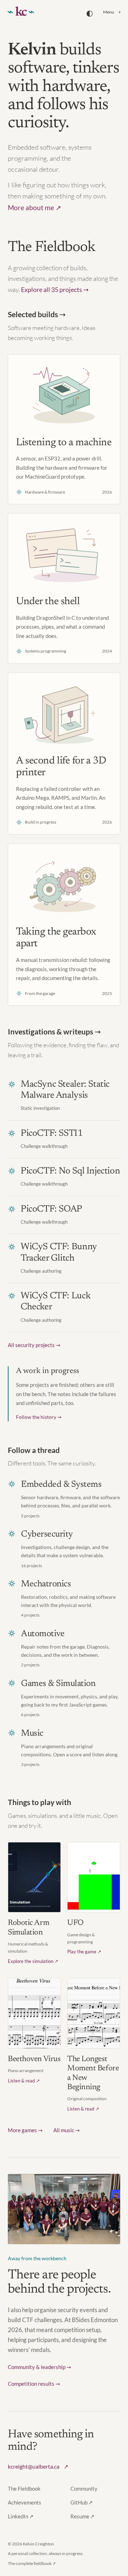 kc
Menu +
Kelvin builds
software, tinkers
with hardware,
and follows his
curiosity.
Embedded software, systems
programming, and the
occasional detour.
I like figuring out how things work,
then making something of my own.
More about me ↗
The Fieldbook
A growing collection of builds,
investigations, and things made along the
way. Explore all 35 projects →
Selected builds →
Software meeting hardware. Ideas
becoming working things.
Listening to a machine
A sensor, an ESP32, and a power drill.
Building the hardware and firmware for
our MachineGuard prototype.
Hardware & firmware 2026
Under the shell
Building DragonShell in C to understand
processes, pipes, and what a command
line actually does.
Systems programming 2024
A second life for a 3D
printer
Replacing a failed controller with an
Arduino Mega, RAMPS, and Marlin. An
ongoing rebuild, one test at a time.
Build in progress 2026
Taking the gearbox
apart
A manual transmission rebuild: following
the diagnosis, working through the
repair, and documenting the details.
From the garage 2025
Investigations & writeups →
Following the evidence, finding the flaw, and
leaving a trail.
MacSync Stealer: Static
Malware Analysis
Static investigation
PicoCTF: SSTI1
Challenge walkthrough
PicoCTF: No Sql Injection
Challenge walkthrough
PicoCTF: SOAP
Challenge walkthrough
WiCyS CTF: Bunny
Tracker Glitch
Challenge authoring
WiCyS CTF: Luck
Checker
Challenge authoring
All security projects →
A work in progress
Some projects are finished; others are still
on the bench. The notes include the failures
and unfinished parts, too.
Follow the history →
Follow a thread
Different tools. The same curiosity.
Embedded & Systems
Sensor hardware, firmware, and the software
behind processes, files, and parallel work.
Cybersecurity
Investigations, challenge design, and the
details that make a system vulnerable.
16 projects
Mechatronics
Restoration, robotics, and making software
interact with the physical world.
4 projects
Automotive
Repair notes from the garage. Diagnosis,
decisions, and the work in between.
Games & Simulation
Experiments in movement, physics, and play,
going back to my first JavaScript games.
Music
Piano arrangements and original
compositions. Open a score and listen along.
Things to play with
Games, simulations, and a little music. Open
one and try it.
Simulation
Robotic Arm
Simulation
Numerical methods &
simulation
Explore the simulation ↗
UFO
Game design &
programming
Play the game ↗
Beethoven Virus
Beethoven Virus
Piano arrangement
Listen & read ↗
The Longest
Moment Before
a New
Beginning
Original composition
Listen & read ↗
More games → All music →
Away from the workbench
There are people
behind the projects.
I also help organise security events and
build CTF challenges. At BSides Edmonton
2026, that meant competition setup,
helping participants, and designing the
winners' medals.
Community & leadership →
Competition results →
Have something in
mind?
kcreight@ualberta.ca ↗
The Fieldbook
Community
Achievements
GitHub ↗
LinkedIn ↗
Resume ↗
© 2026 Kelvin Creighton
A personal collection, always in progress
The complete fieldbook ↗